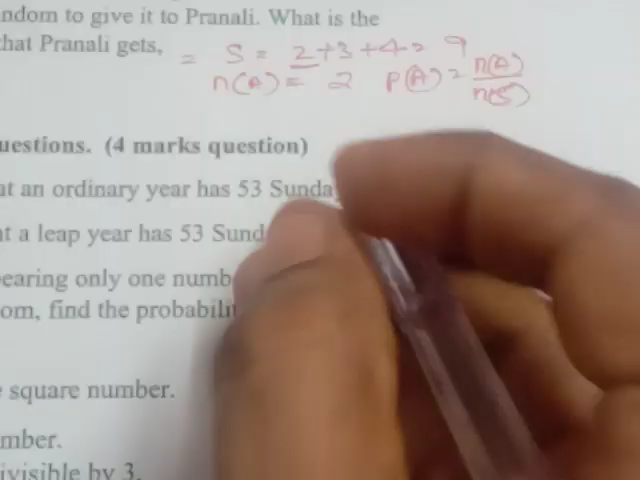 ndom to give it to Pranali. What is the
that Pranali gets,
= S = 2+3+4= 9
n(A) = 2 P(A) = n(A)
n(S)
uestions. (4 marks question)
at an ordinary year has 53 Sunda
at a leap year has 53 Sund
earing only one numb
om, find the probabilit
e square number.
mber.
ivisible by 3.